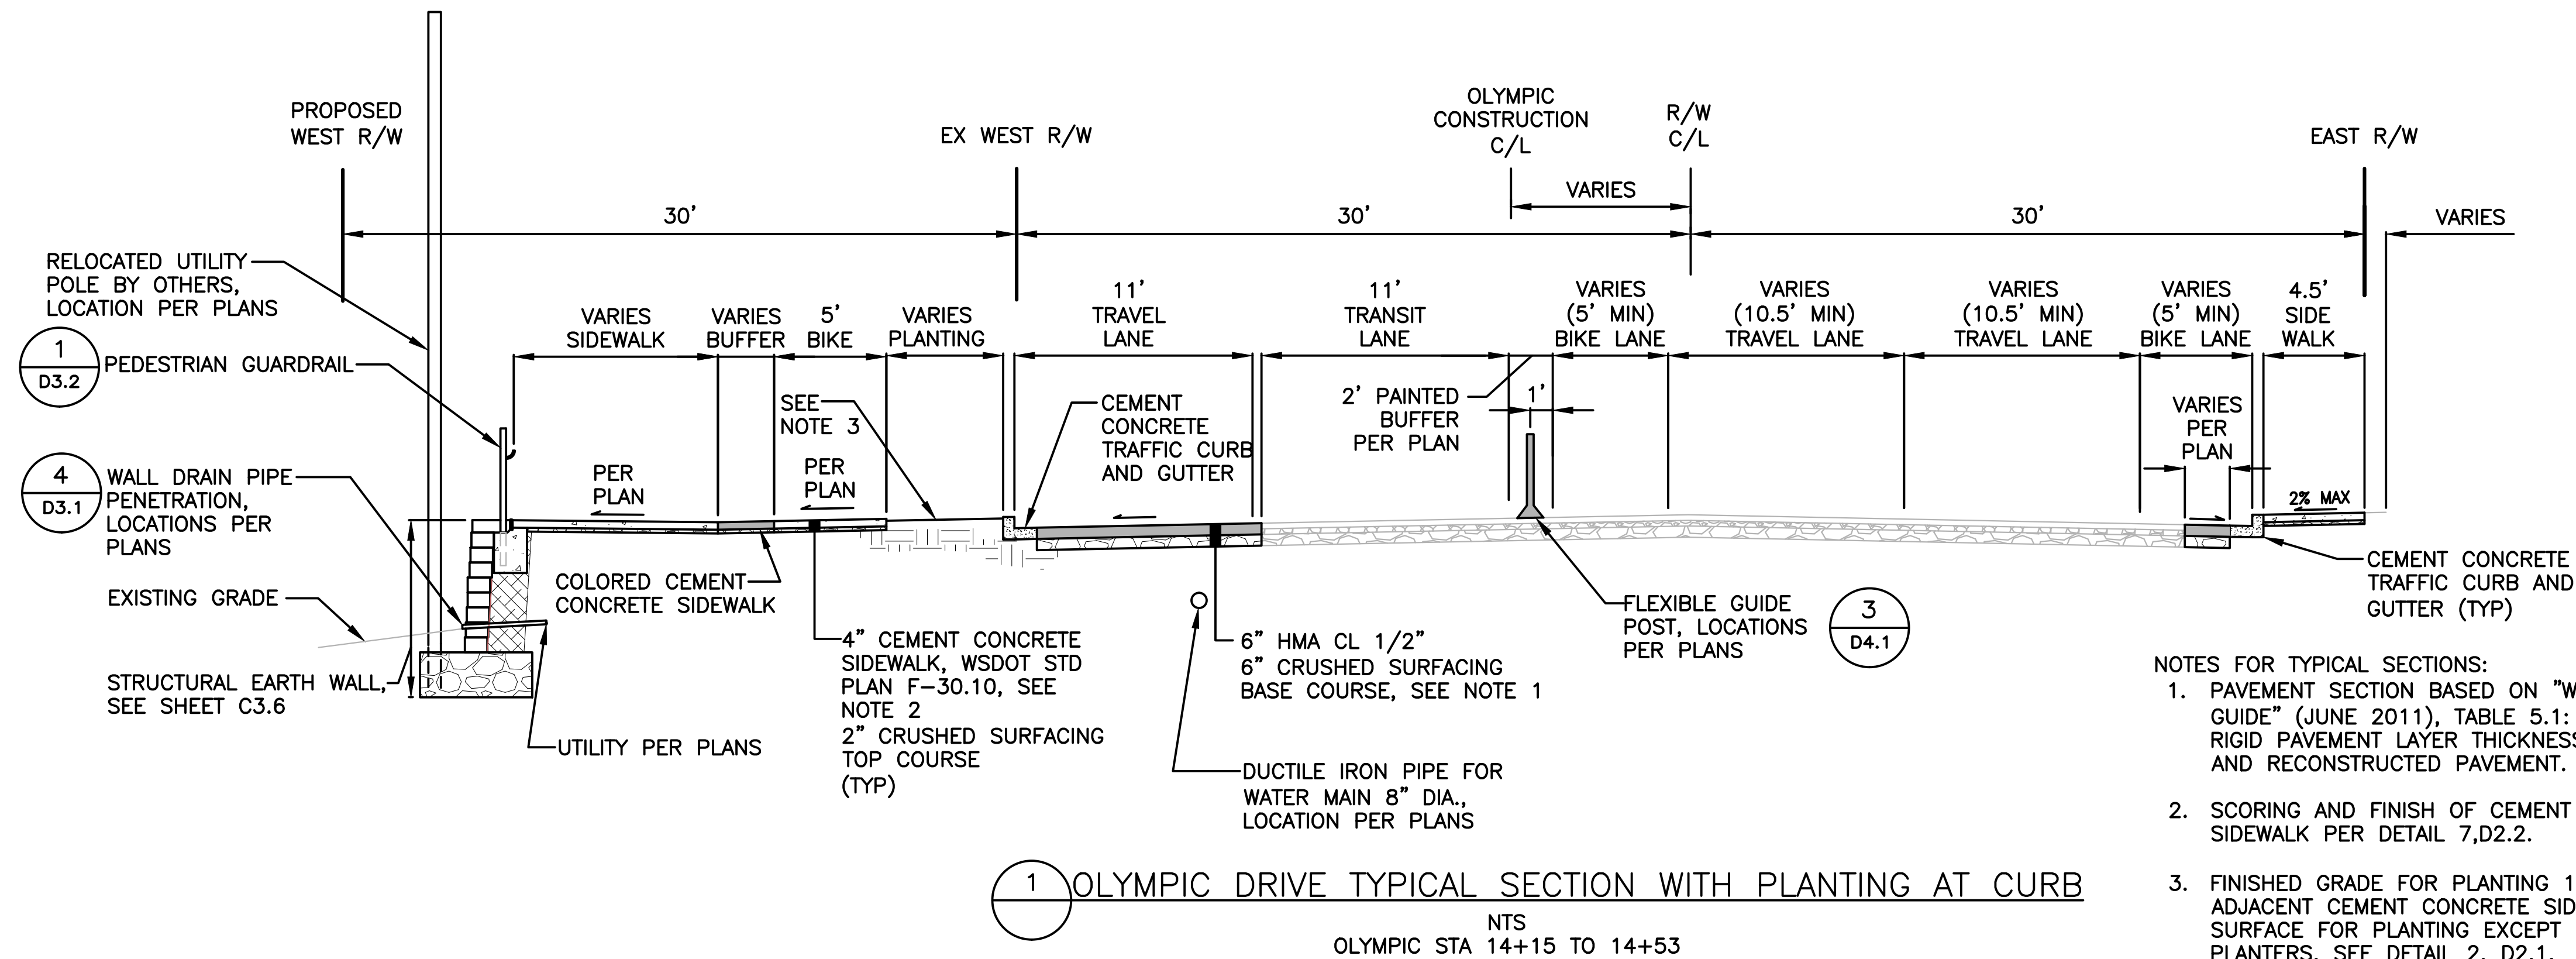 PROPOSED
WEST R/W
EX WEST R/W
OLYMPIC
CONSTRUCTION
C/L
R/W
C/L
EAST R/W
VARIES
30'
30'
30'
VARIES
RELOCATED UTILITY
POLE BY OTHERS,
LOCATION PER PLANS
1
D3.2
PEDESTRIAN GUARDRAIL
4
D3.1
WALL DRAIN PIPE
PENETRATION,
LOCATIONS PER
PLANS
EXISTING GRADE
STRUCTURAL EARTH WALL,
SEE SHEET C3.6
VARIES
SIDEWALK
VARIES
BUFFER
5'
BIKE
VARIES
PLANTING
11'
TRAVEL
LANE
11'
TRANSIT
LANE
VARIES
(5' MIN)
BIKE LANE
VARIES
(10.5' MIN)
TRAVEL LANE
VARIES
(10.5' MIN)
TRAVEL LANE
VARIES
(5' MIN)
BIKE LANE
4.5'
SIDE
WALK
SEE
NOTE 3
PER
PLAN
PER
PLAN
CEMENT
CONCRETE
TRAFFIC CURB
AND GUTTER
2' PAINTED
BUFFER
PER PLAN
1'
VARIES
PER
PLAN
2% MAX
COLORED CEMENT
CONCRETE SIDEWALK
UTILITY PER PLANS
4" CEMENT CONCRETE
SIDEWALK, WSDOT STD
PLAN F-30.10, SEE
NOTE 2
2" CRUSHED SURFACING
TOP COURSE
(TYP)
6" HMA CL 1/2"
6" CRUSHED SURFACING
BASE COURSE, SEE NOTE 1
DUCTILE IRON PIPE FOR
WATER MAIN 8" DIA.,
LOCATION PER PLANS
FLEXIBLE GUIDE
POST, LOCATIONS
PER PLANS
3
D4.1
CEMENT CONCRETE
TRAFFIC CURB AND
GUTTER (TYP)
NOTES FOR TYPICAL SECTIONS:
1. PAVEMENT SECTION BASED ON "W
GUIDE" (JUNE 2011), TABLE 5.1:
RIGID PAVEMENT LAYER THICKNESS
AND RECONSTRUCTED PAVEMENT.
2. SCORING AND FINISH OF CEMENT
SIDEWALK PER DETAIL 7,D2.2.
3. FINISHED GRADE FOR PLANTING 1
ADJACENT CEMENT CONCRETE SID
SURFACE FOR PLANTING EXCEPT
PLANTERS. SEE DETAIL 2, D2.1.
1
OLYMPIC DRIVE TYPICAL SECTION WITH PLANTING AT CURB
NTS
OLYMPIC STA 14+15 TO 14+53